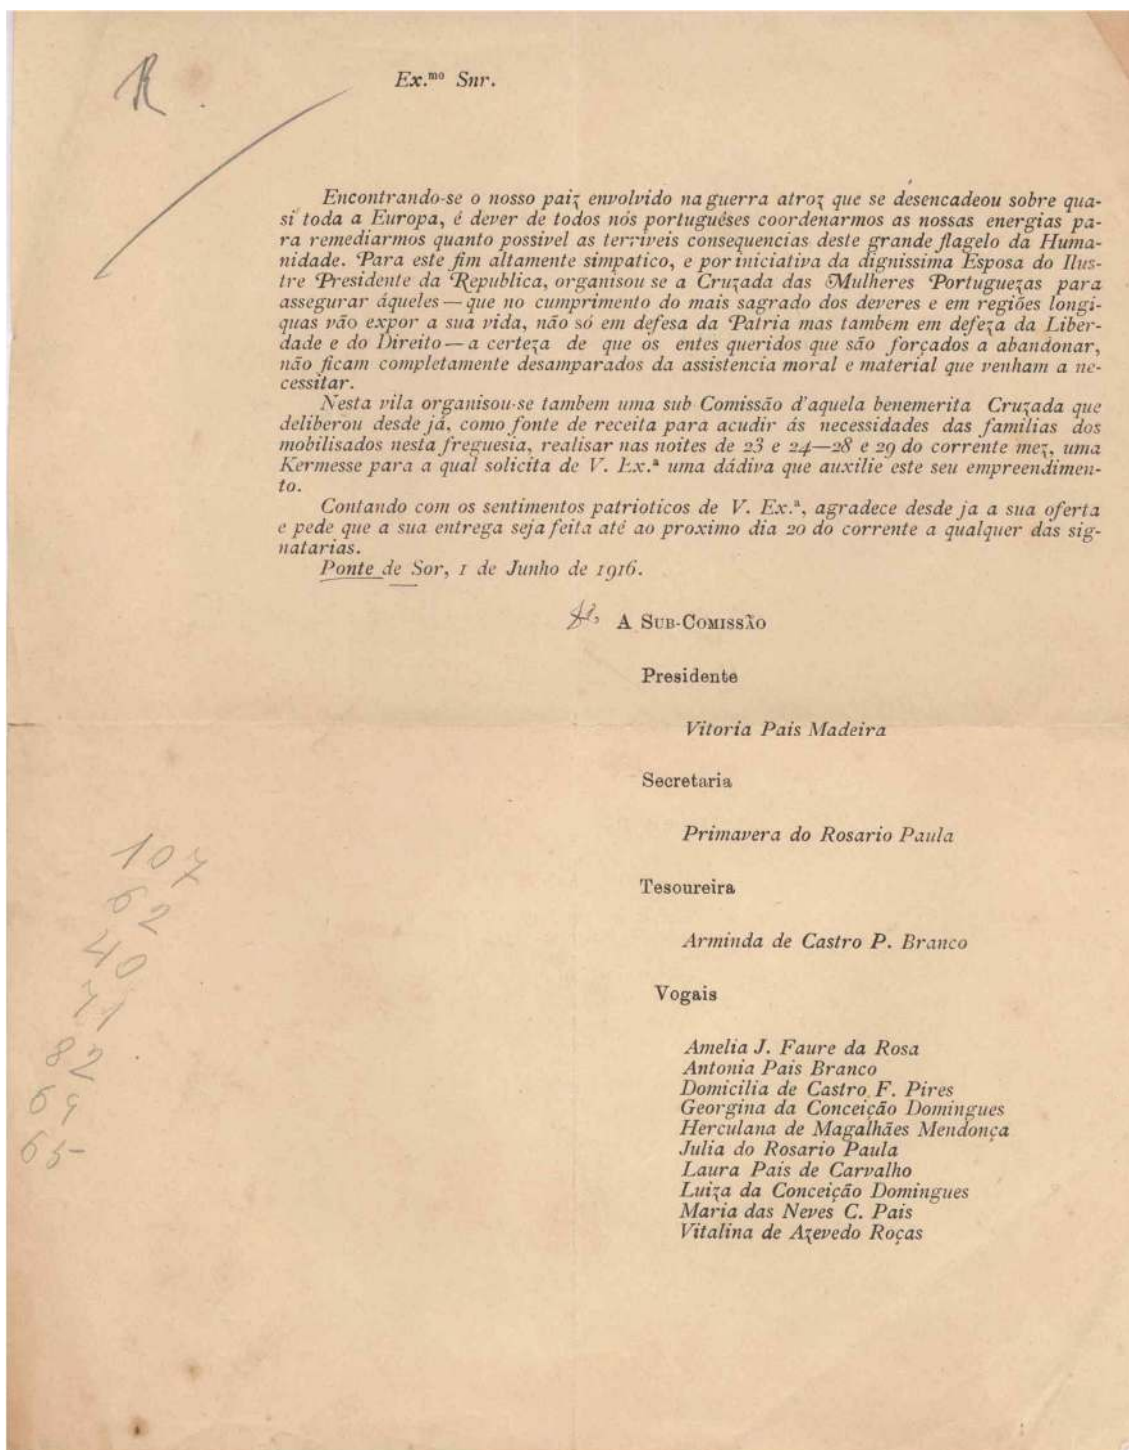 R.
Ex.mo Snr.
Encontrando-se o nosso paiz envolvido na guerra atroz que se desencadeou sobre qua-
si toda a Europa, é dever de todos nós portuguêses coordenarmos as nossas energias pa-
ra remediarmos quanto possivel as terriveis consequencias deste grande flagelo da Huma-
nidade. Para este fim altamente simpatico, e por iniciativa da dignissima Esposa do Ilus-
tre Presidente da Republica, organisou se a Cruzada das Mulheres Portuguezas para
assegurar áqueles—que no cumprimento do mais sagrado dos deveres e em regiões longi-
quas vão expor a sua vida, não só em defesa da Patria mas tambem em defeza da Liber-
dade e do Direito—a certeza de que os entes queridos que são forçados a abandonar,
não ficam completamente desamparados da assistencia moral e material que venham a ne-
cessitar.
Nesta vila organisou-se tambem uma sub Comissão d'aquela benemerita Cruzada que
deliberou desde já, como fonte de receita para acudir ás necessidades das familias dos
mobilisados nesta freguesia, realisar nas noites de 23 e 24—28 e 29 do corrente mez, uma
Kermesse para a qual solicita de V. Ex.ª uma dádiva que auxilie este seu empreendimen-
to.
Contando com os sentimentos patrioticos de V. Ex.ª, agradece desde ja a sua oferta
e pede que a sua entrega seja feita até ao proximo dia 20 do corrente a qualquer das sig-
natarias.
Ponte de Sor, 1 de Junho de 1916.
A SUB-COMISSÃO
Presidente
Vitoria Pais Madeira
Secretaria
Primavera do Rosario Paula
Tesoureira
Arminda de Castro P. Branco
Vogais
Amelia J. Faure da Rosa
Antonia Pais Branco
Domicilia de Castro F. Pires
Georgina da Conceição Domingues
Herculana de Magalhães Mendonça
Julia do Rosario Paula
Laura Pais de Carvalho
Luiza da Conceição Domingues
Maria das Neves C. Pais
Vitalina de Azevedo Roças
107
62
40
71
82
69
65